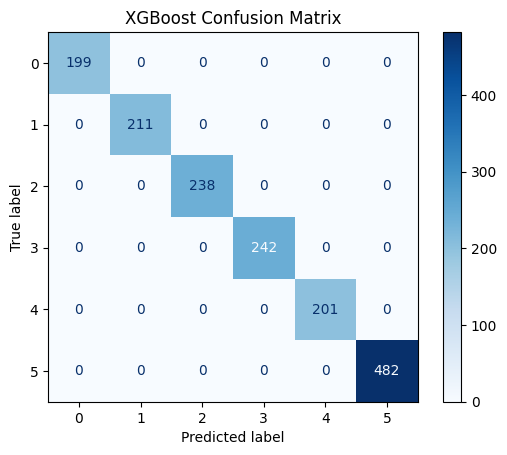 XGBoost Confusion Matrix
0 199 0 0 0 0 0
1 0 211 0 0 0 0
2 0 0 238 0 0 0
3 0 0 0 242 0 0
4 0 0 0 0 201 0
5 0 0 0 0 0 482
0 1 2 3 4 5
True label
Predicted label
400
300
200
100
0